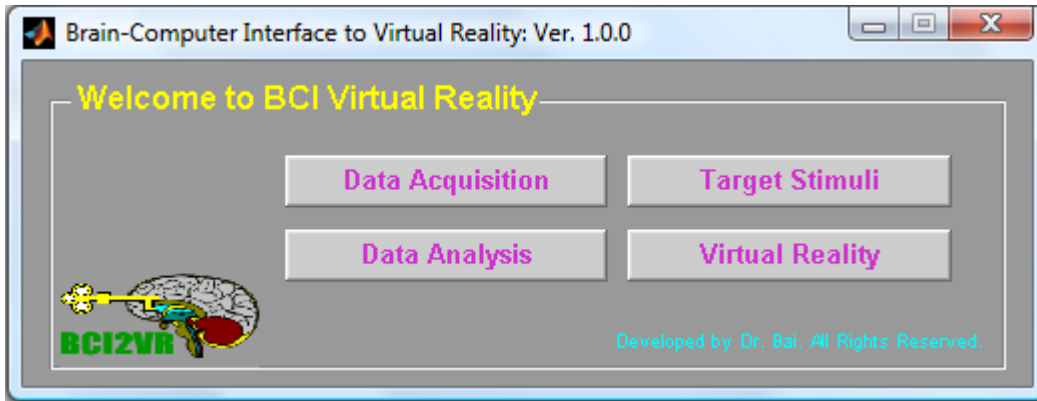 Brain-Computer Interface to Virtual Reality: Ver. 1.0.0
Welcome to BCI Virtual Reality
Data Acquisition
Target Stimuli
Data Analysis
Virtual Reality
BCI2VR
Developed by Dr. Bai. All Rights Reserved.